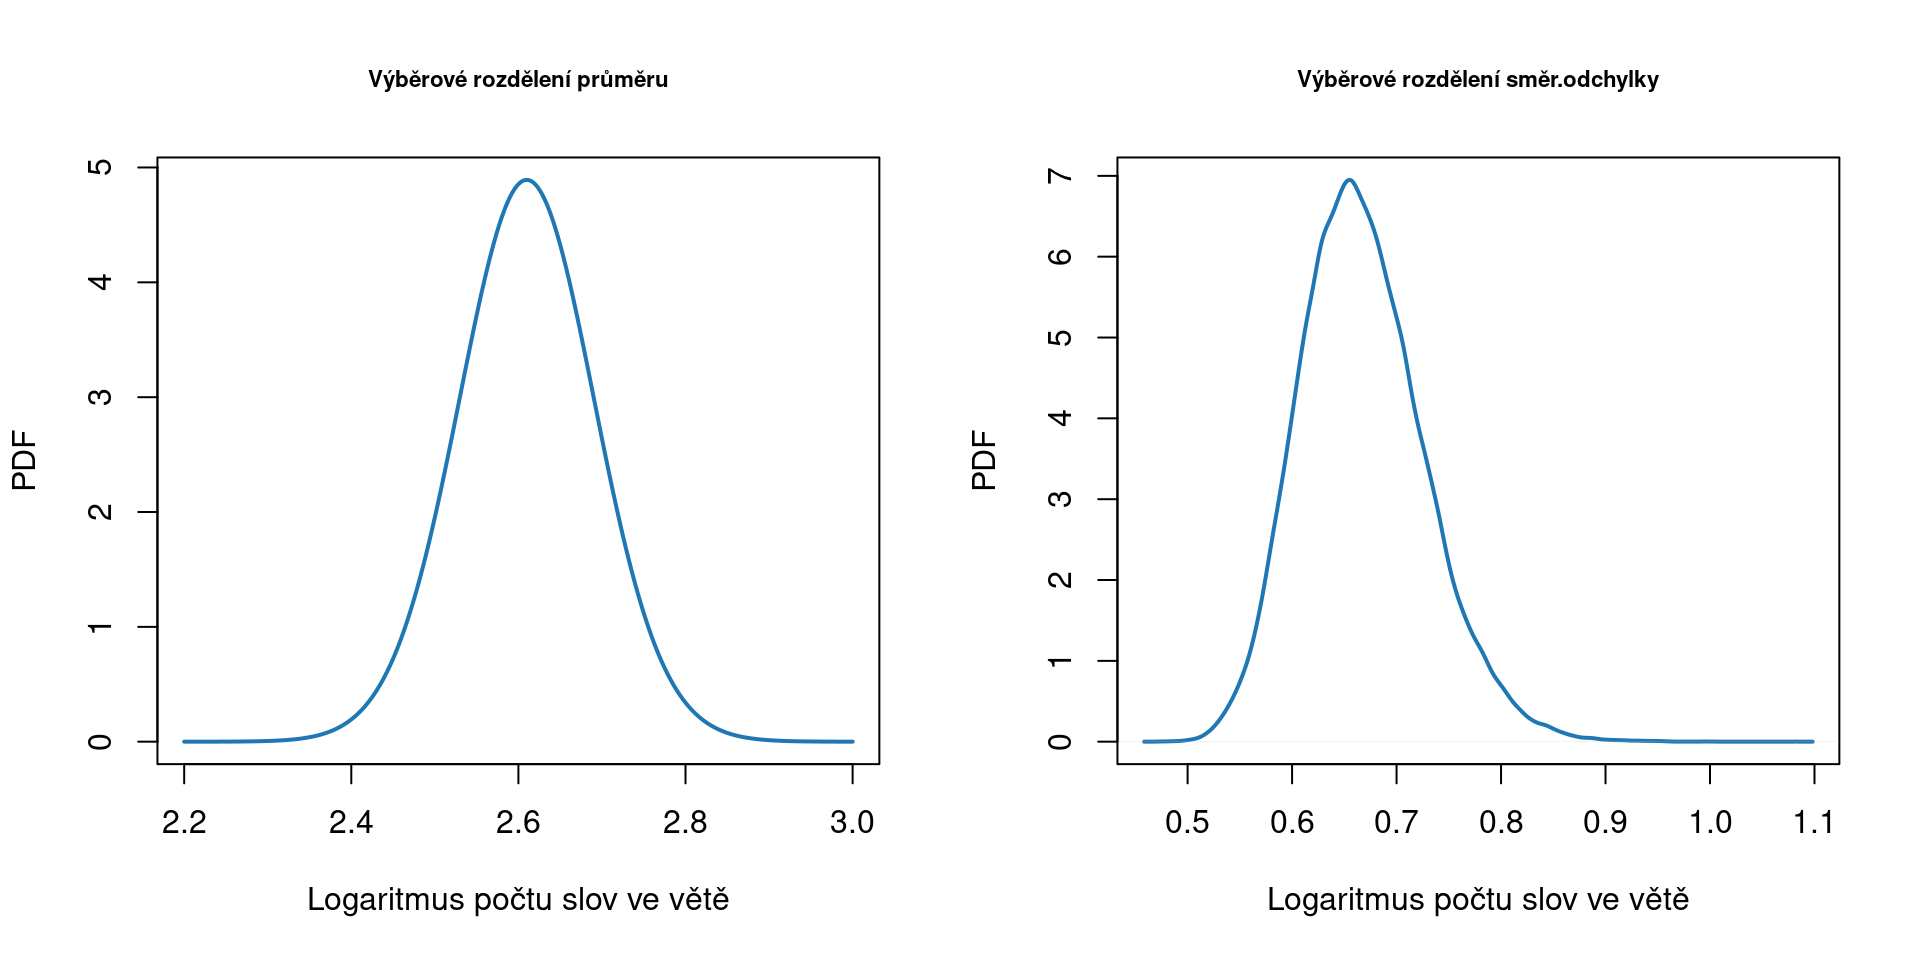 Výběrové rozdělení průměru
PDF
5
4
3
2
1
0
2.2 2.4 2.6 2.8 3.0
Logaritmus počtu slov ve větě
Výběrové rozdělení směr.odchylky
PDF
7
6
5
4
3
2
1
0
0.5 0.6 0.7 0.8 0.9 1.0 1.1
Logaritmus počtu slov ve větě